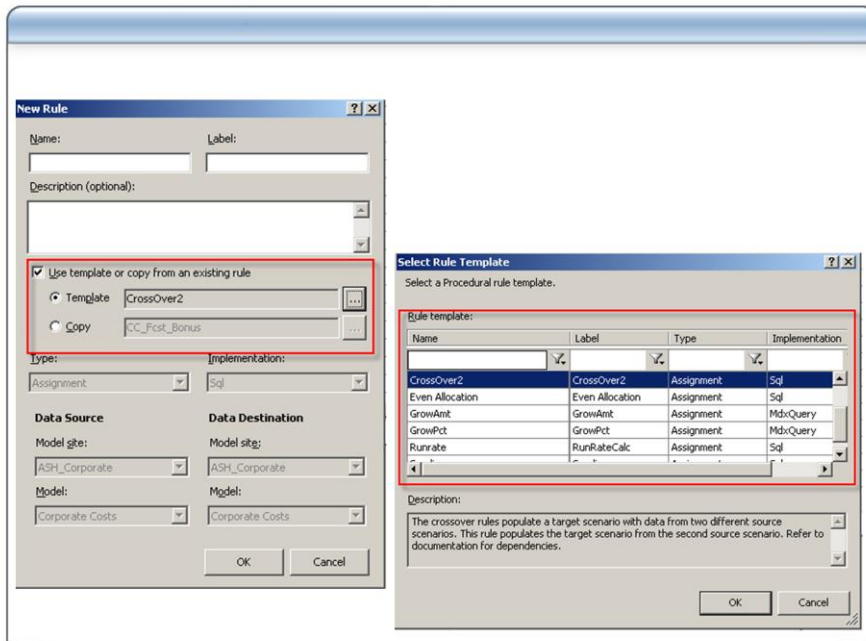 New Rule
Name: Label:
Description (optional):
Use template or copy from an existing rule
Template CrossOver2 ...
Copy CC_Fcst_Bonus ...
Type: Implementation:
Assignment Sql
Data Source Data Destination
Model site: Model site:
ASH_Corporate ASH_Corporate
Model: Model:
Corporate Costs Corporate Costs
OK Cancel
Select Rule Template
Select a Procedural rule template.
Rule template:
Name Label Type Implementation
CrossOver2 CrossOver2 Assignment Sql
Even Allocation Even Allocation Assignment Sql
GrowAmt GrowAmt Assignment MdxQuery
GrowPct GrowPct Assignment MdxQuery
Runrate RunRateCalc Assignment Sql
Description:
The crossover rules populate a target scenario with data from two different source
scenarios. This rule populates the target scenario from the second source scenario. Refer to
documentation for dependencies.
OK Cancel